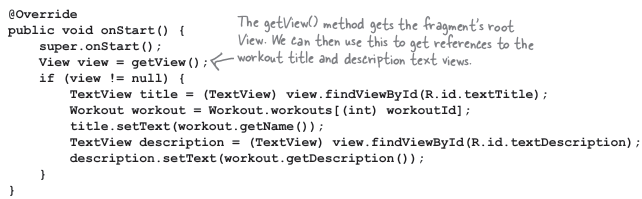 @Override
public void onStart() {
    super.onStart();
    View view = getView();
    if (view != null) {
        TextView title = (TextView) view.findViewById(R.id.textTitle);
        Workout workout = Workout.workouts[(int) workoutId];
        title.setText(workout.getName());
        TextView description = (TextView) view.findViewById(R.id.textDescription);
        description.setText(workout.getDescription());
    }
}
The getView() method gets the fragment's root
View. We can then use this to get references to the
workout title and description text views.